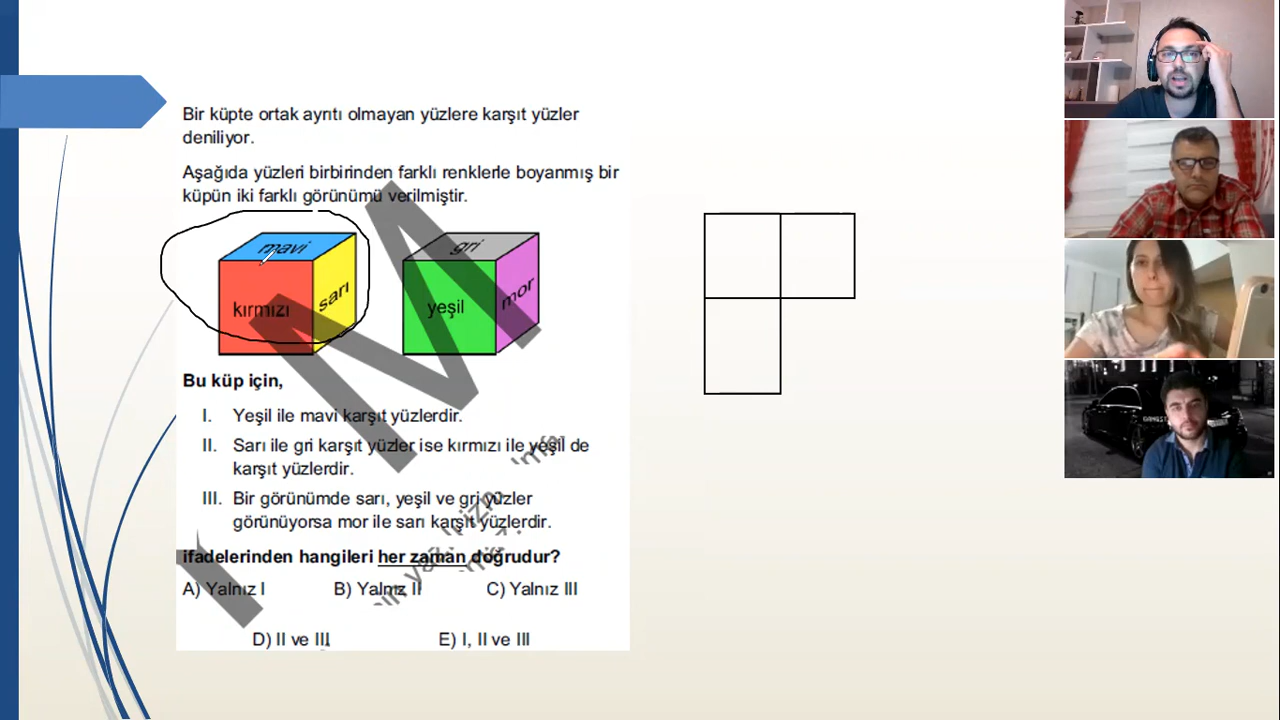 Bir küpte ortak ayrıtı olmayan yüzlere karşıt yüzler
deniliyor.
Aşağıda yüzleri birbirinden farklı renklerle boyanmış bir
küpün iki farklı görünümü verilmiştir.
mavi
kırmızı
sarı
gri
yeşil
mor
Bu küp için,
I. Yeşil ile mavi karşıt yüzlerdir.
II. Sarı ile gri karşıt yüzler ise kırmızı ile yeşil de
karşıt yüzlerdir.
III. Bir görünümde sarı, yeşil ve gri yüzler
görünüyorsa mor ile sarı karşıt yüzlerdir.
ifadelerinden hangileri her zaman doğrudur?
A) Yalnız I B) Yalnız II C) Yalnız III
D) II ve III E) I, II ve III